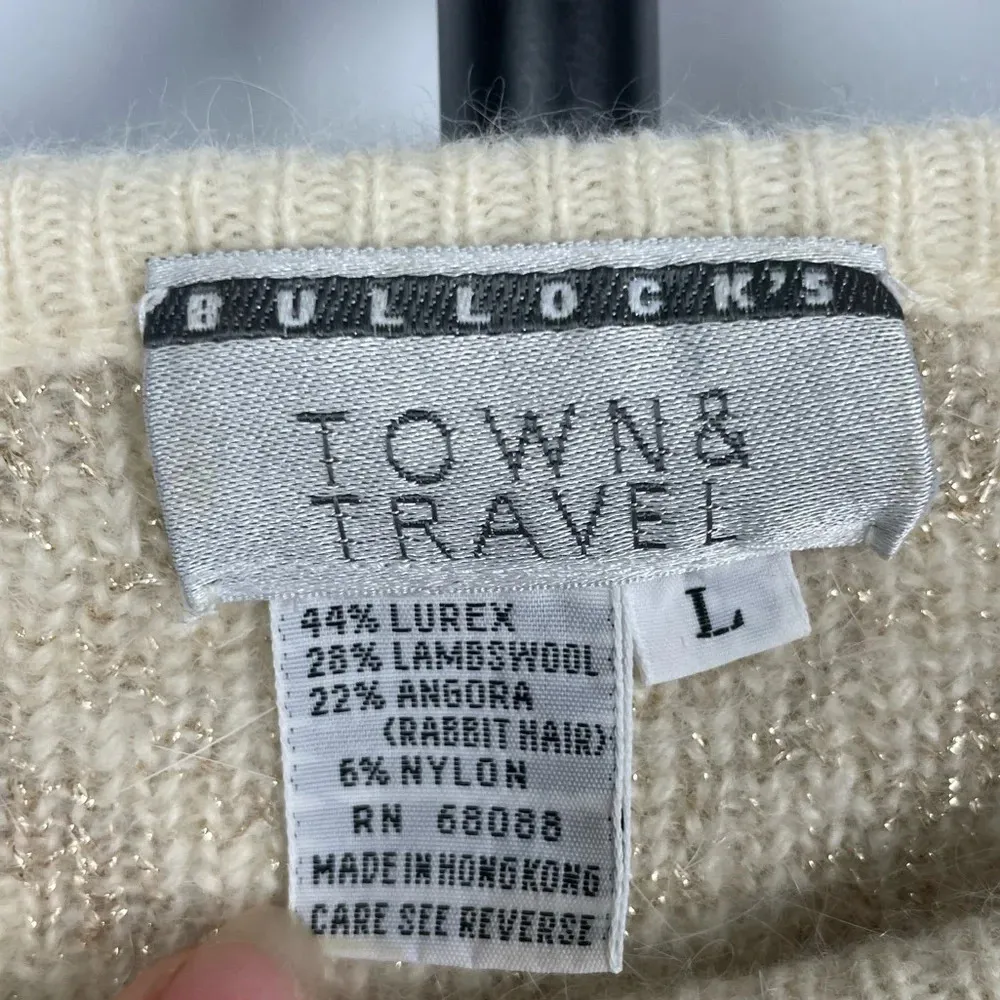 BULLOCK'S
TOWN&
TRAVEL
L
44% LUREX
28% LAMBSWOOL
22% ANGORA
(RABBIT HAIR)
6% NYLON
RN 68088
MADE IN HONG KONG
CARE SEE REVERSE